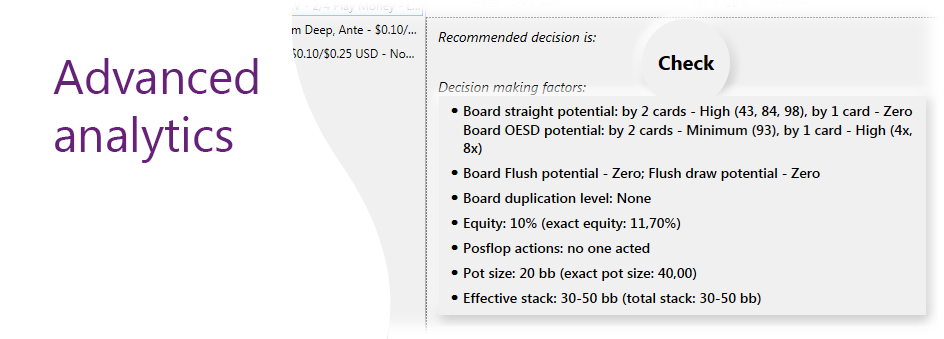 Advanced
analytics
m Deep, Ante - $0.10/...
$0.10/$0.25 USD - No...
Recommended decision is:
Check
Decision making factors:
• Board straight potential: by 2 cards - High (43, 84, 98), by 1 card - Zero
Board OESD potential: by 2 cards - Minimum (93), by 1 card - High (4x,
8x)
• Board Flush potential - Zero; Flush draw potential - Zero
• Board duplication level: None
• Equity: 10% (exact equity: 11,70%)
• Posflop actions: no one acted
• Pot size: 20 bb (exact pot size: 40,00)
• Effective stack: 30-50 bb (total stack: 30-50 bb)